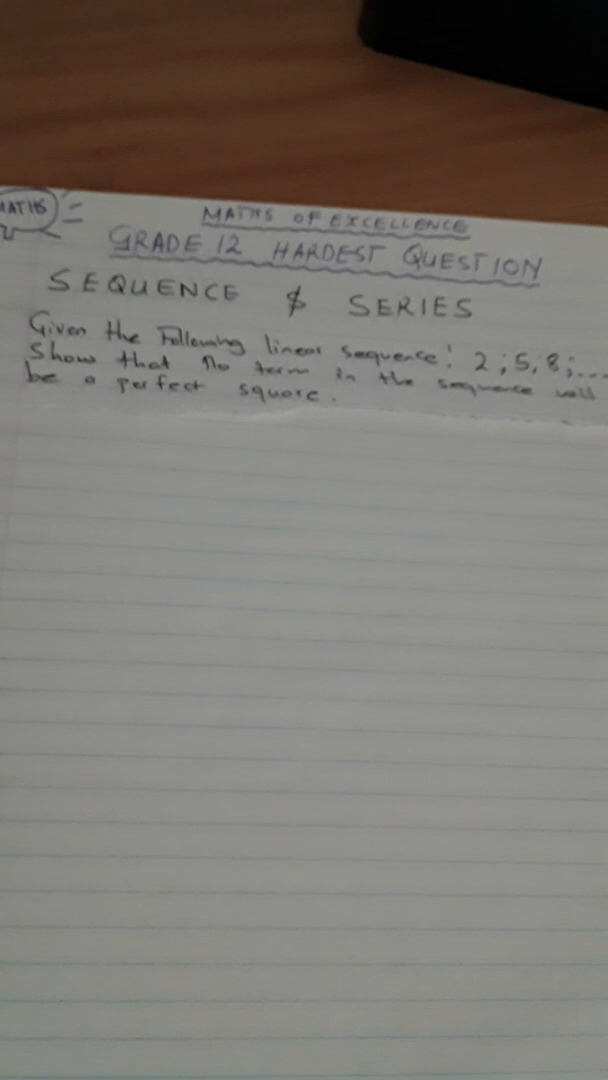 MATHS
MATHS OF EXCELLENCE
GRADE 12 HARDEST QUESTION
SEQUENCE & SERIES
Given the Following linear sequence: 2 ; 5 ; 8 ; ...
Show that no term in the sequence will
be a perfect square.